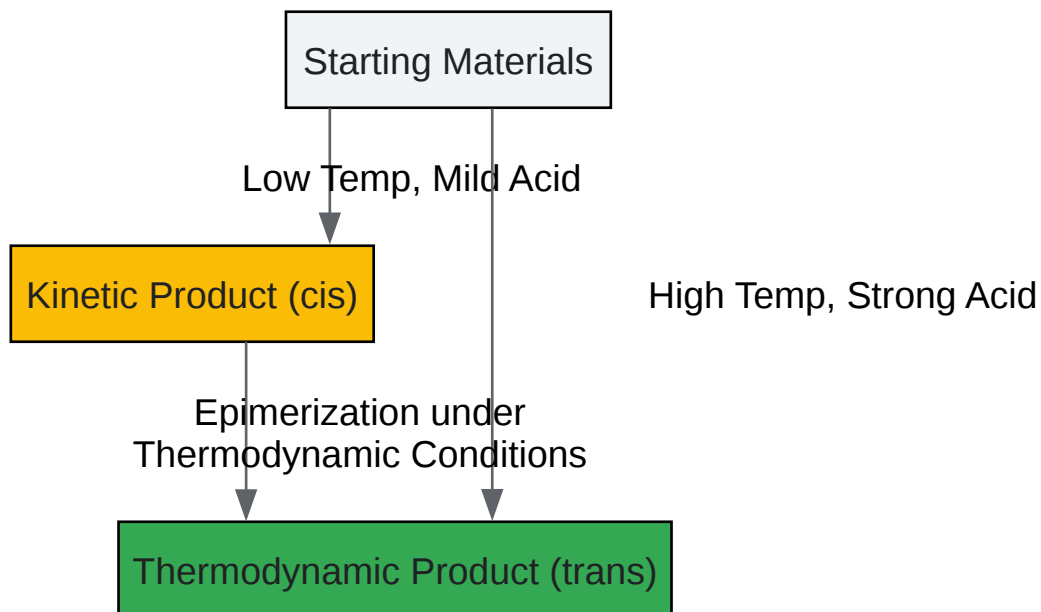 Starting Materials
Low Temp, Mild Acid
Kinetic Product (cis)
High Temp, Strong Acid
Epimerization under
Thermodynamic Conditions
Thermodynamic Product (trans)